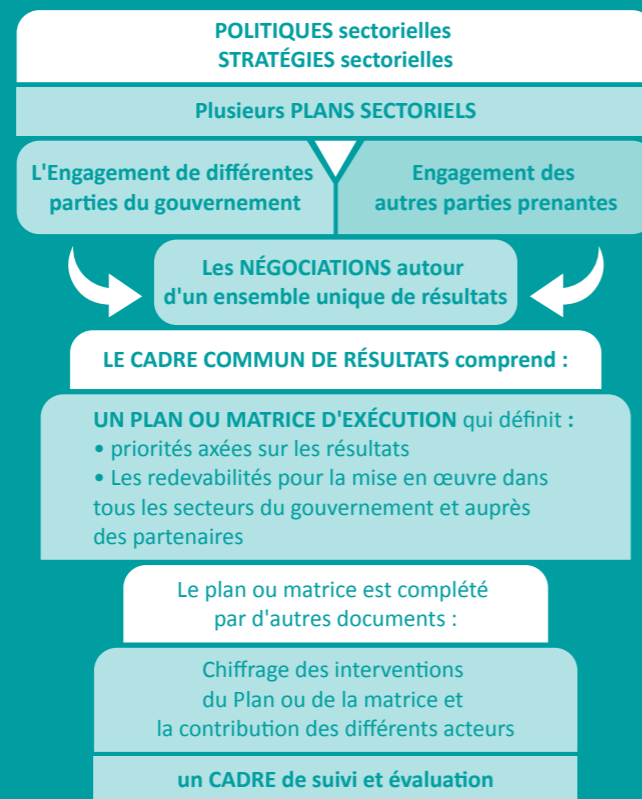 POLITIQUES sectorielles
STRATÉGIES sectorielles
Plusieurs PLANS SECTORIELS
L'Engagement de différentes
parties du gouvernement
Engagement des
autres parties prenantes
Les NÉGOCIATIONS autour
d'un ensemble unique de résultats
LE CADRE COMMUN DE RÉSULTATS comprend :
UN PLAN OU MATRICE D'EXÉCUTION qui définit :
• priorités axées sur les résultats
• Les redevabilités pour la mise en œuvre dans
tous les secteurs du gouvernement et auprès
des partenaires
Le plan ou matrice est complété
par d'autres documents :
Chiffrage des interventions
du Plan ou de la matrice et
la contribution des différents acteurs
un CADRE de suivi et évaluation